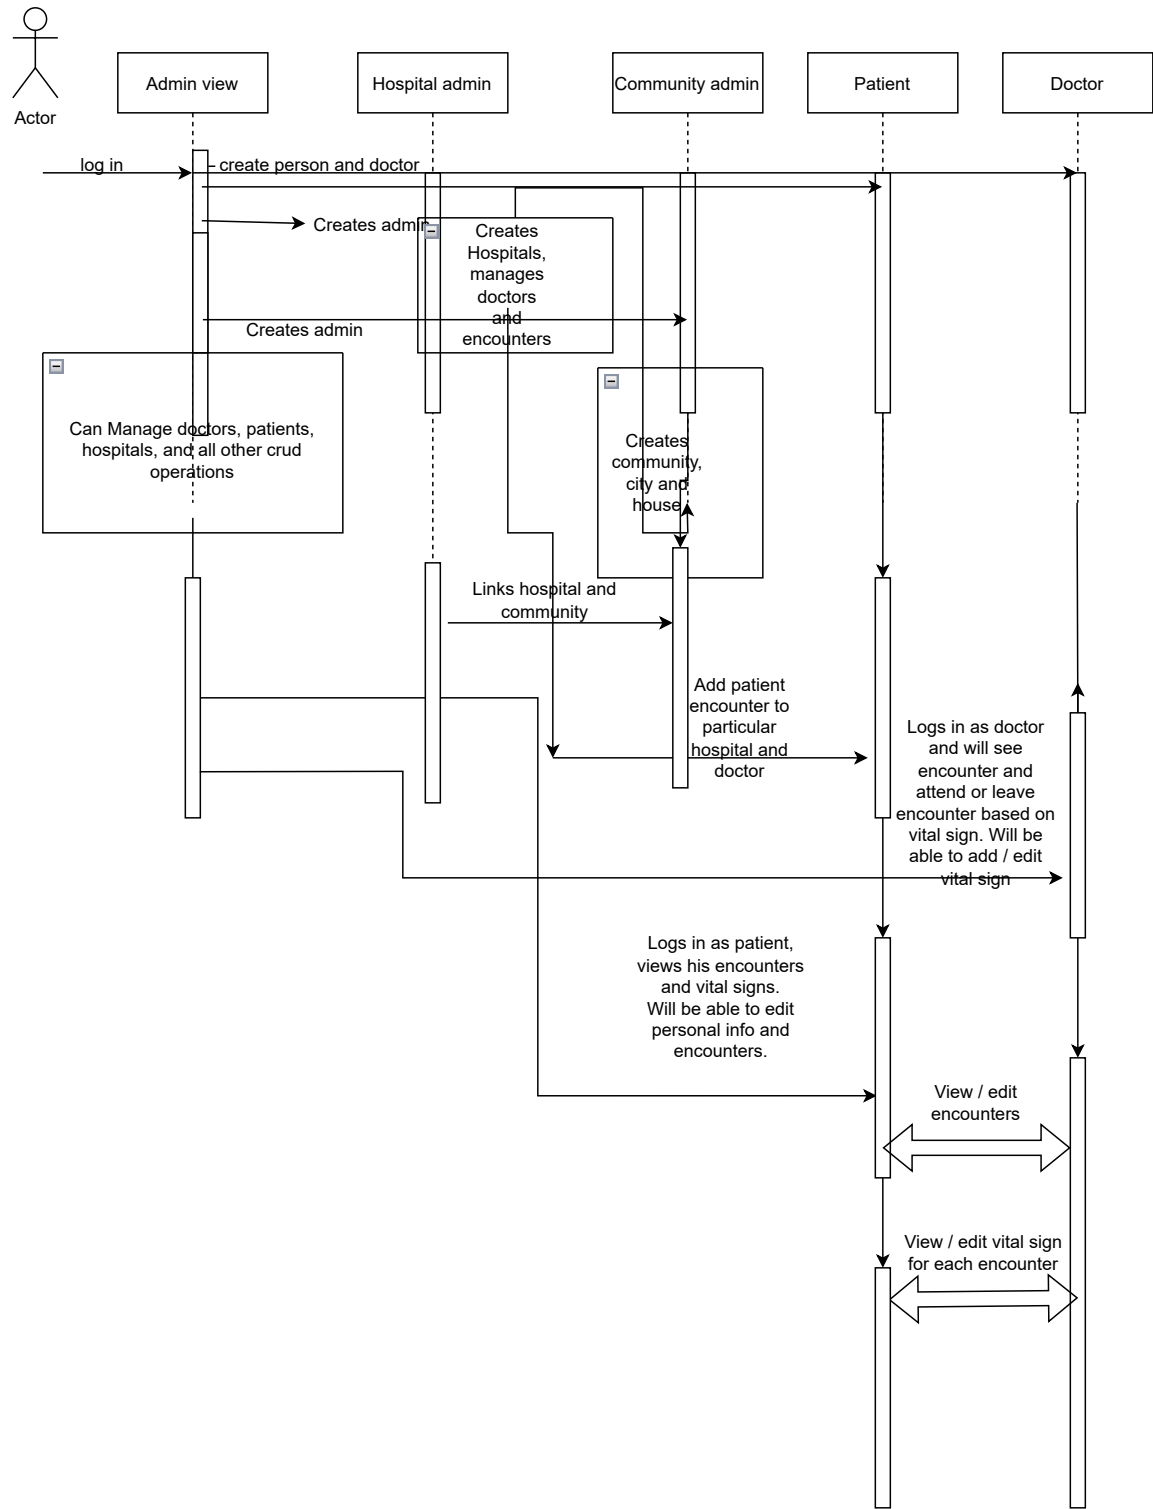 Actor
Admin view
Hospital admin
Community admin
Patient
Doctor
log in
create person and doctor
Creates admin
Creates
Hospitals,
manages
doctors
and
encounters
Creates admin
Can Manage doctors, patients,
hospitals, and all other crud
operations
Creates
community,
city and
house
Links hospital and
community
Add patient
encounter to
particular
hospital and
doctor
Logs in as doctor
and will see
encounter and
attend or leave
encounter based on
vital sign. Will be
able to add / edit
vital sign
Logs in as patient,
views his encounters
and vital signs.
Will be able to edit
personal info and
encounters.
View / edit
encounters
View / edit vital sign
for each encounter